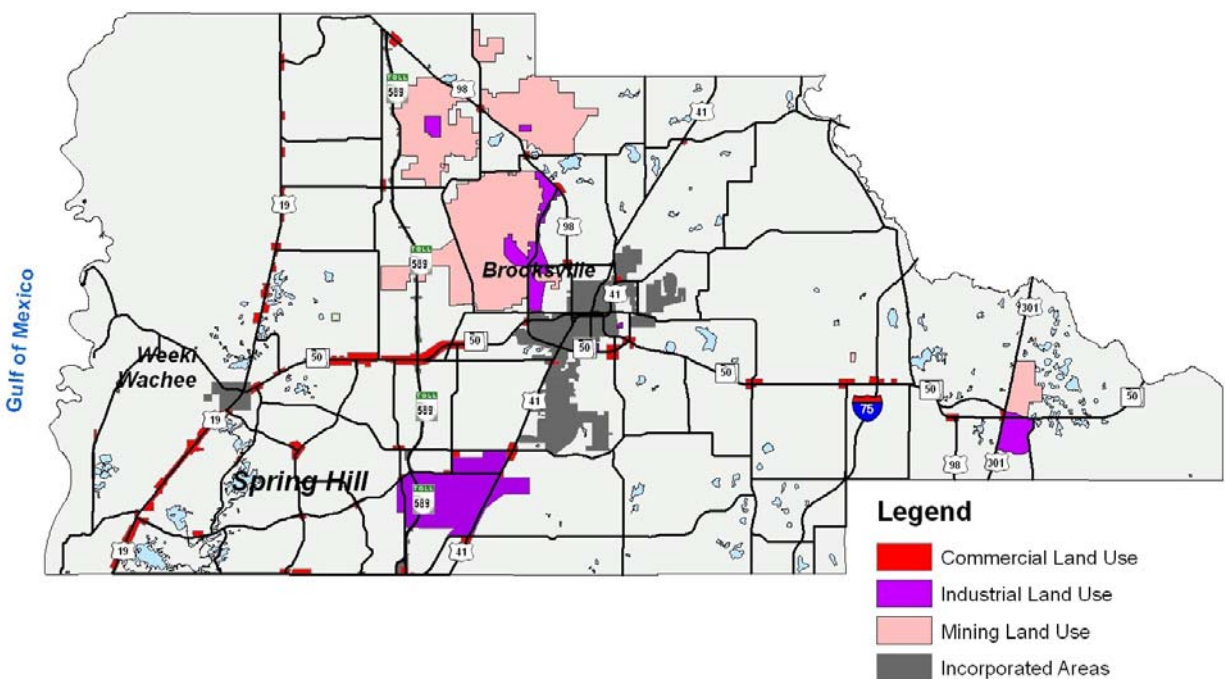 TOLL
589
98
41
19
98
TOLL
589
Brooksville
41
301
Gulf of Mexico
Weeki
Wachee
50
50
50
50
50
50
TOLL
589
41
75
19
Spring Hill
98
301
TOLL
589
19
41
Legend
Commercial Land Use
Industrial Land Use
Mining Land Use
Incorporated Areas